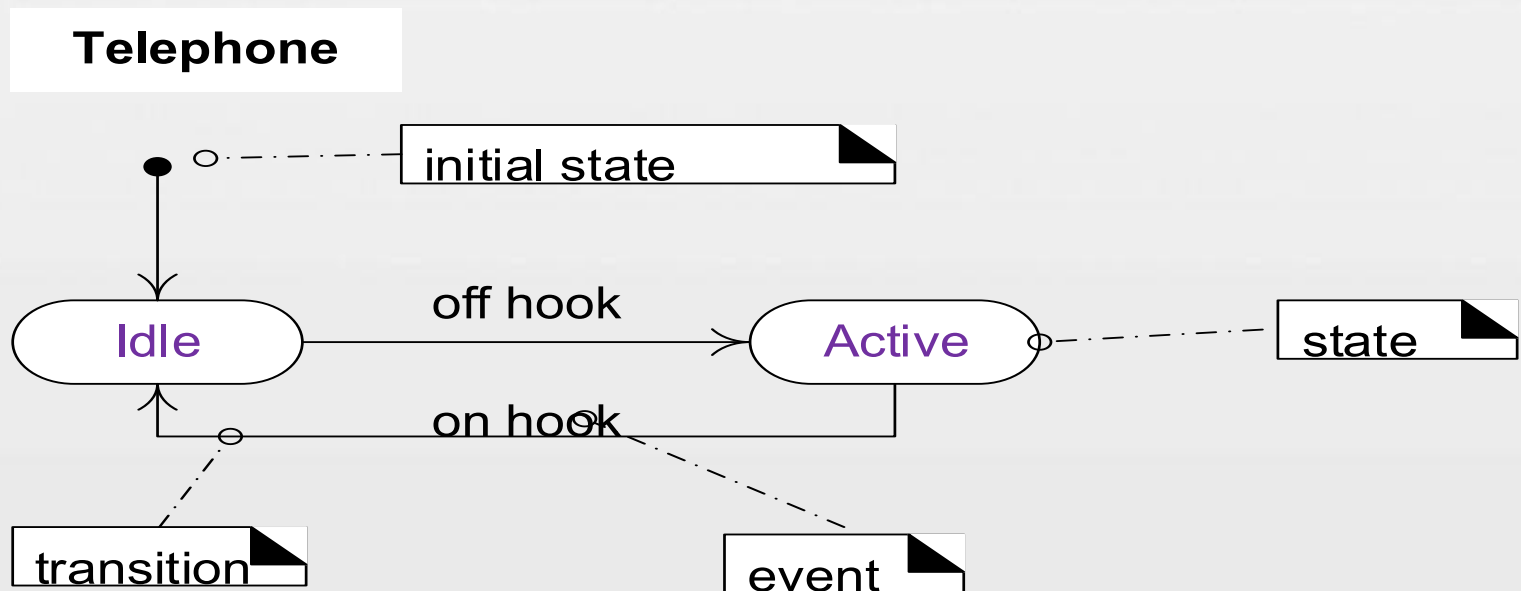 Telephone
initial state
off hook
Idle
Active
state
on hook
transition
event